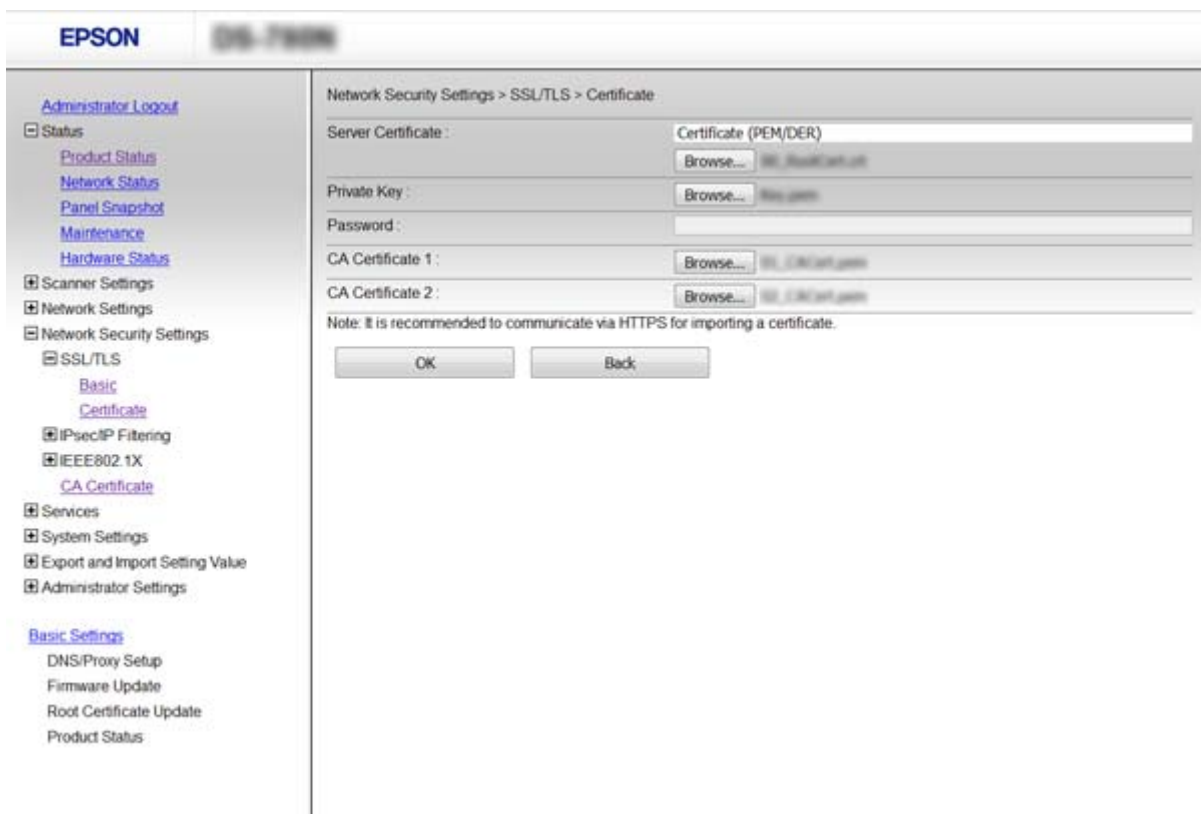 EPSON
Administrator Logout
Status
Product Status
Network Status
Panel Snapshot
Maintenance
Hardware Status
Scanner Settings
Network Settings
Network Security Settings
SSL/TLS
Basic
Certificate
IPsec/IP Filtering
IEEE802.1X
CA Certificate
Services
System Settings
Export and Import Setting Value
Administrator Settings
Basic Settings
DNS/Proxy Setup
Firmware Update
Root Certificate Update
Product Status
Network Security Settings > SSL/TLS > Certificate
Server Certificate : Certificate (PEM/DER)
Browse...
Private Key : Browse...
Password :
CA Certificate 1 : Browse...
CA Certificate 2 : Browse...
Note: It is recommended to communicate via HTTPS for importing a certificate.
OK Back